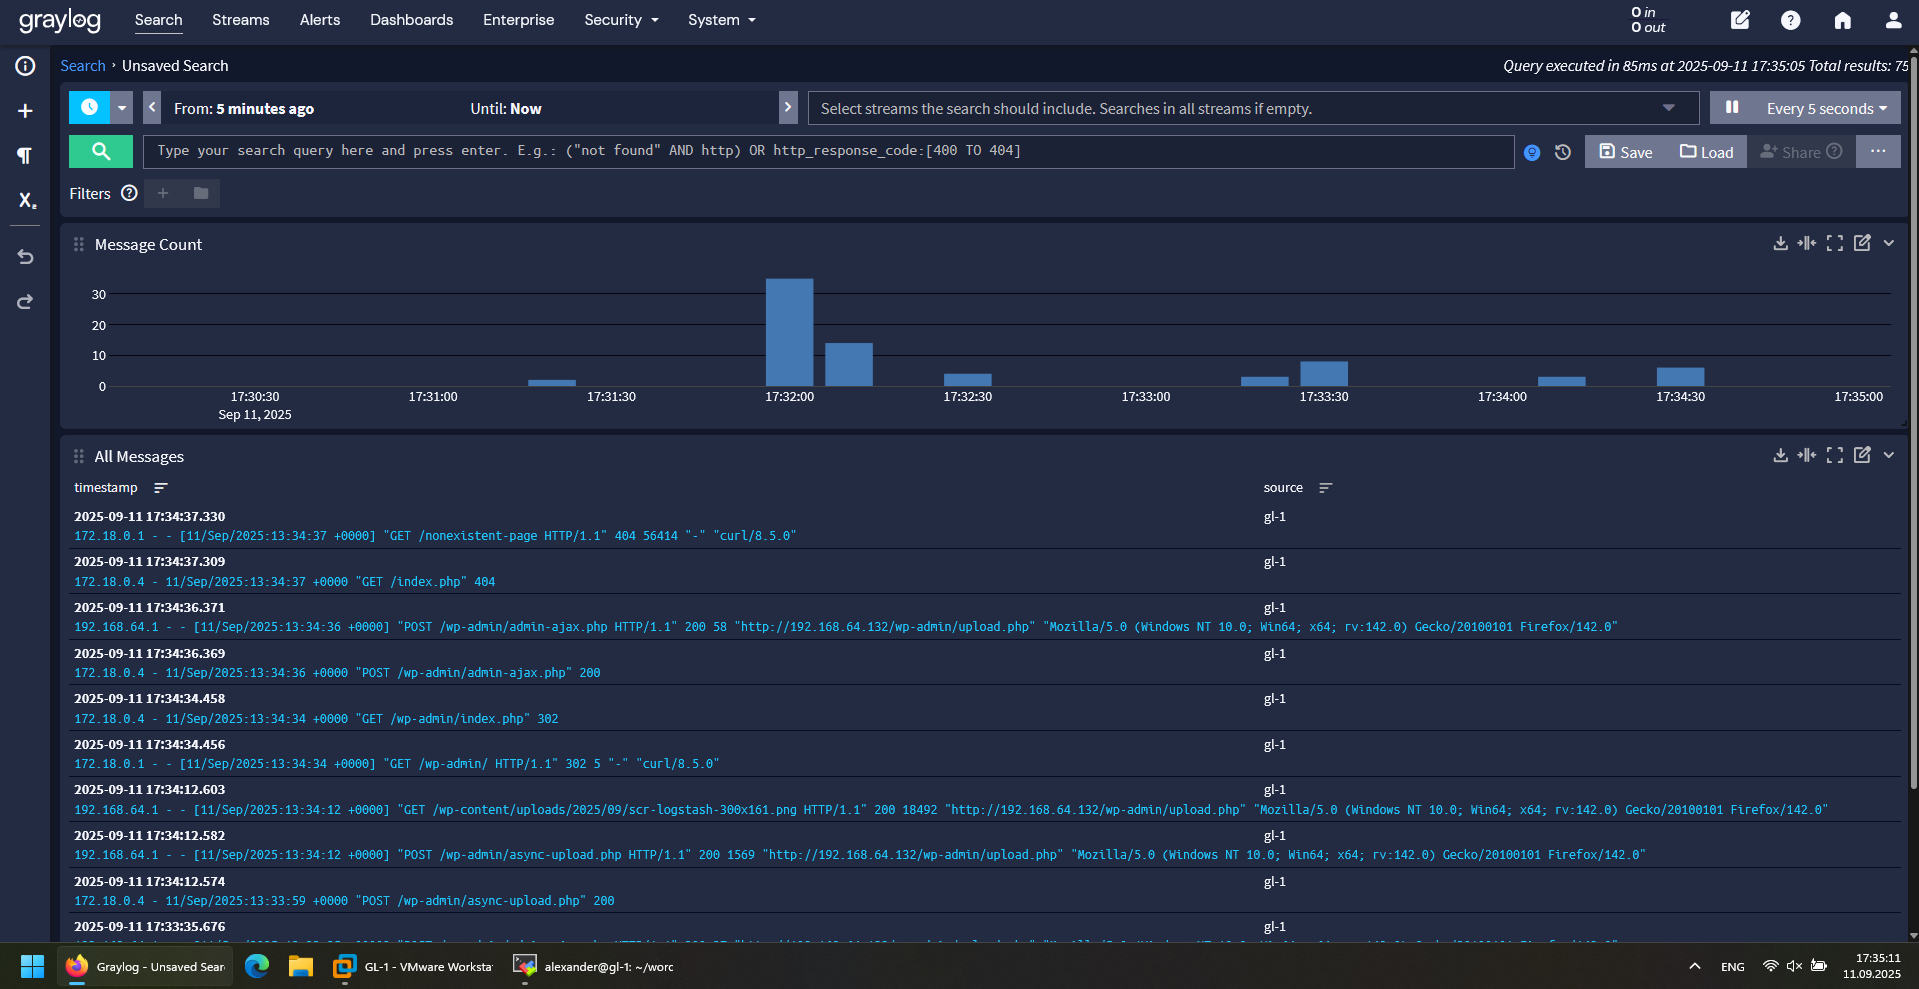 graylog Search Streams Alerts Dashboards Enterprise Security System 0 in
0 out
Search › Unsaved Search Query executed in 85ms at 2025-09-11 17:35:05 Total results: 75
From: 5 minutes ago Until: Now Select streams the search should include. Searches in all streams if empty. Every 5 seconds
Type your search query here and press enter. E.g.: ("not found" AND http) OR http_response_code:[400 TO 404] Save Load Share
Filters
Message Count
30
20
10
0
17:30:30 17:31:00 17:31:30 17:32:00 17:32:30 17:33:00 17:33:30 17:34:00 17:34:30 17:35:00
Sep 11, 2025
All Messages
timestamp source
2025-09-11 17:34:37.330 gl-1
172.18.0.1 - - [11/Sep/2025:13:34:37 +0000] "GET /nonexistent-page HTTP/1.1" 404 56414 "-" "curl/8.5.0"
2025-09-11 17:34:37.309 gl-1
172.18.0.4 - 11/Sep/2025:13:34:37 +0000 "GET /index.php" 404
2025-09-11 17:34:36.371 gl-1
192.168.64.1 - - [11/Sep/2025:13:34:36 +0000] "POST /wp-admin/admin-ajax.php HTTP/1.1" 200 58 "http://192.168.64.132/wp-admin/upload.php" "Mozilla/5.0 (Windows NT 10.0; Win64; x64; rv:142.0) Gecko/20100101 Firefox/142.0"
2025-09-11 17:34:36.369 gl-1
172.18.0.4 - 11/Sep/2025:13:34:36 +0000 "POST /wp-admin/admin-ajax.php" 200
2025-09-11 17:34:34.458 gl-1
172.18.0.4 - 11/Sep/2025:13:34:34 +0000 "GET /wp-admin/index.php" 302
2025-09-11 17:34:34.456 gl-1
172.18.0.1 - - [11/Sep/2025:13:34:34 +0000] "GET /wp-admin/ HTTP/1.1" 302 5 "-" "curl/8.5.0"
2025-09-11 17:34:12.603 gl-1
192.168.64.1 - - [11/Sep/2025:13:34:12 +0000] "GET /wp-content/uploads/2025/09/scr-logstash-300x161.png HTTP/1.1" 200 18492 "http://192.168.64.132/wp-admin/upload.php" "Mozilla/5.0 (Windows NT 10.0; Win64; x64; rv:142.0) Gecko/20100101 Firefox/142.0"
2025-09-11 17:34:12.582 gl-1
192.168.64.1 - - [11/Sep/2025:13:34:12 +0000] "POST /wp-admin/async-upload.php HTTP/1.1" 200 1569 "http://192.168.64.132/wp-admin/upload.php" "Mozilla/5.0 (Windows NT 10.0; Win64; x64; rv:142.0) Gecko/20100101 Firefox/142.0"
2025-09-11 17:34:12.574 gl-1
172.18.0.4 - 11/Sep/2025:13:33:59 +0000 "POST /wp-admin/async-upload.php" 200
2025-09-11 17:33:35.676 gl-1
Graylog - Unsaved Sear GL-1 - VMware Worksta alexander@gl-1: ~/worc ENG 17:35:11
11.09.2025